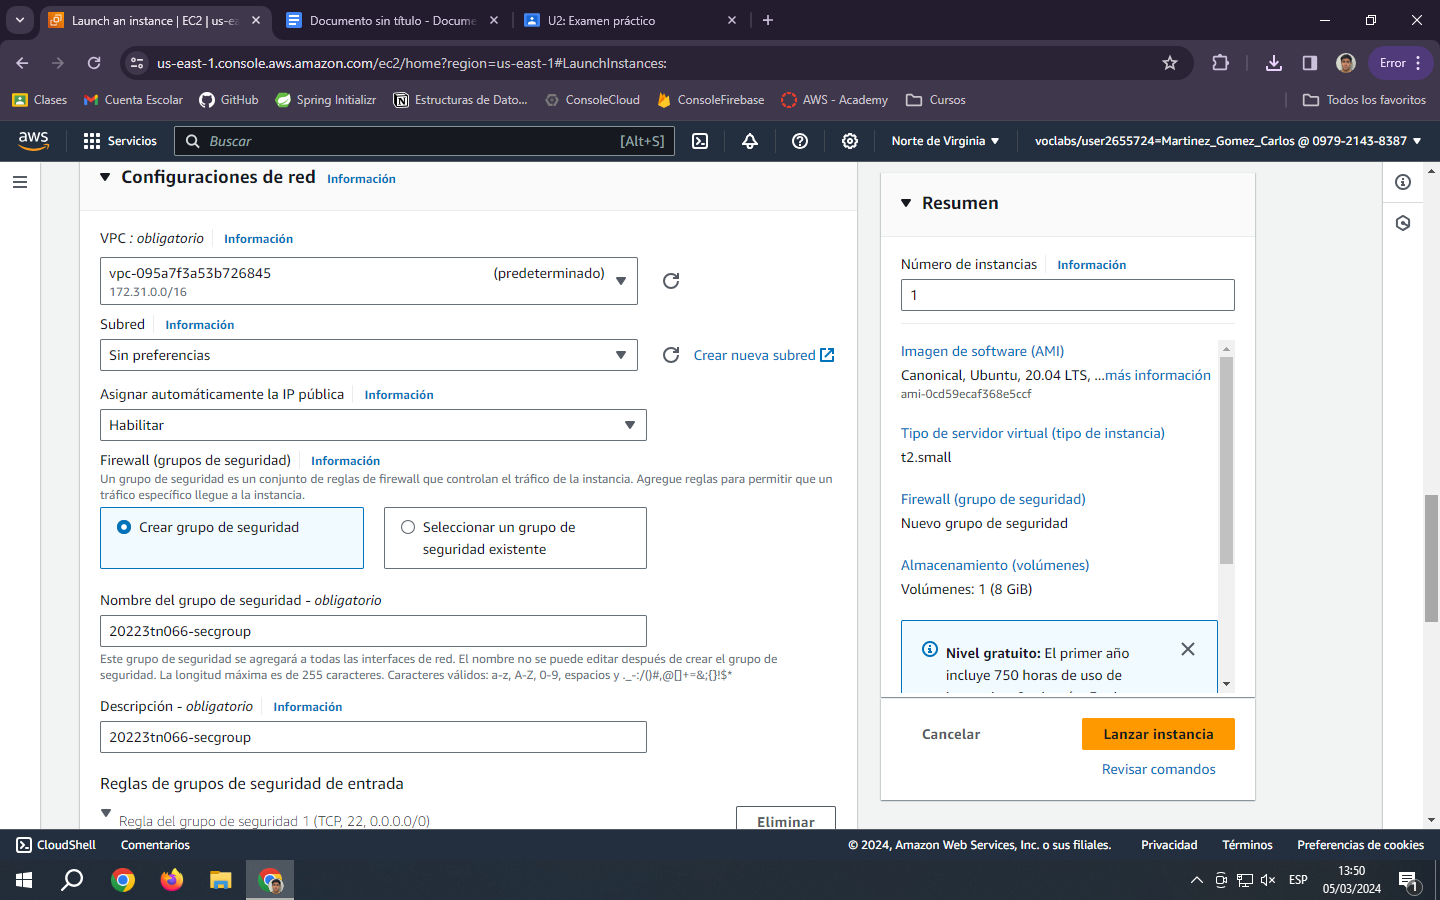 Launch an instance | EC2 | us-ea
Documento sin título - Docume
U2: Examen práctico
us-east-1.console.aws.amazon.com/ec2/home?region=us-east-1#LaunchInstances:
Error
Clases
Cuenta Escolar
GitHub
Spring Initializr
Estructuras de Dato...
ConsoleCloud
ConsoleFirebase
AWS - Academy
Cursos
Todos los favoritos
aws
Servicios
Buscar
[Alt+S]
Norte de Virginia
voclabs/user2655724=Martinez_Gomez_Carlos @ 0979-2143-8387
Configuraciones de red Información
VPC : obligatorio Información
vpc-095a7f3a53b726845 (predeterminado)
172.31.0.0/16
Subred Información
Sin preferencias
Crear nueva subred
Asignar automáticamente la IP pública Información
Habilitar
Firewall (grupos de seguridad) Información
Un grupo de seguridad es un conjunto de reglas de firewall que controlan el tráfico de la instancia. Agregue reglas para permitir que un
tráfico específico llegue a la instancia.
Crear grupo de seguridad
Seleccionar un grupo de
seguridad existente
Nombre del grupo de seguridad - obligatorio
20223tn066-secgroup
Este grupo de seguridad se agregará a todas las interfaces de red. El nombre no se puede editar después de crear el grupo de
seguridad. La longitud máxima es de 255 caracteres. Caracteres válidos: a-z, A-Z, 0-9, espacios y ._-:/()#,@[]+=&;{}!$*
Descripción - obligatorio Información
20223tn066-secgroup
Reglas de grupos de seguridad de entrada
Regla del grupo de seguridad 1 (TCP, 22, 0.0.0.0/0)
Eliminar
Resumen
Número de instancias Información
1
Imagen de software (AMI)
Canonical, Ubuntu, 20.04 LTS, ...más información
ami-0cd59ecaf368e5ccf
Tipo de servidor virtual (tipo de instancia)
t2.small
Firewall (grupo de seguridad)
Nuevo grupo de seguridad
Almacenamiento (volúmenes)
Volúmenes: 1 (8 GiB)
Nivel gratuito: El primer año
incluye 750 horas de uso de
Cancelar
Lanzar instancia
Revisar comandos
CloudShell
Comentarios
© 2024, Amazon Web Services, Inc. o sus filiales.
Privacidad
Términos
Preferencias de cookies
ESP
13:50
05/03/2024
1